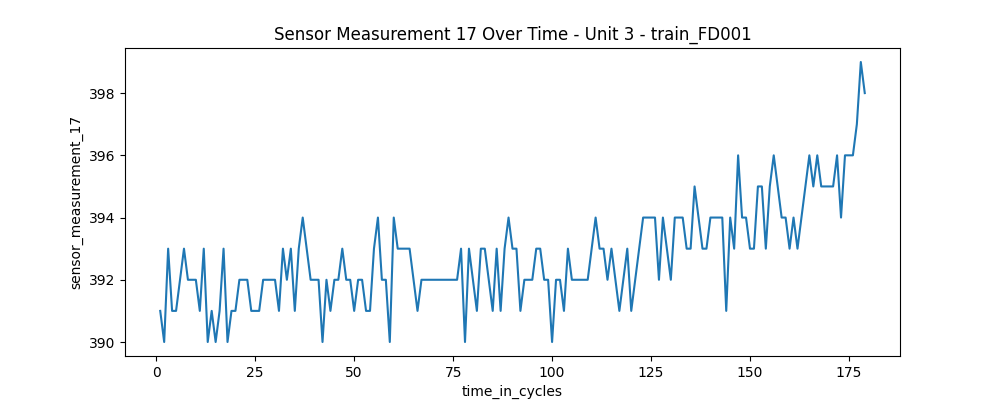 Sensor Measurement 17 Over Time - Unit 3 - train_FD001
sensor_measurement_17
398
396
394
392
390
0 25 50 75 100 125 150 175
time_in_cycles